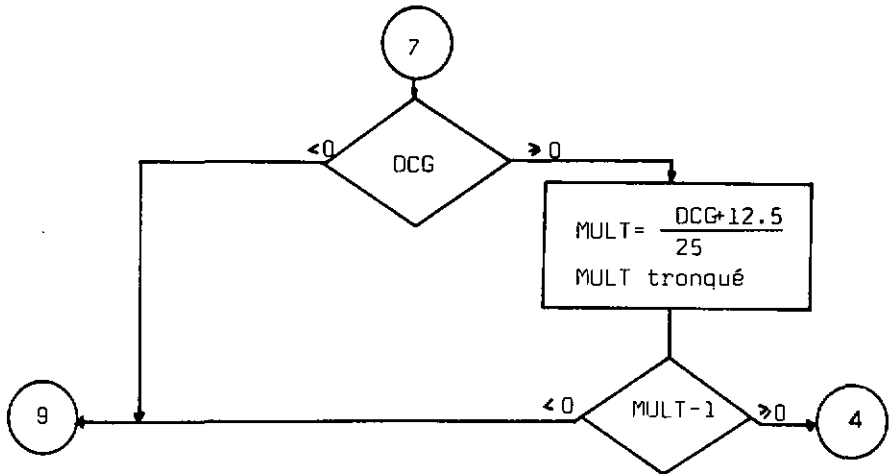 7
<0
DCG
≥0
MULT= DCG+12.5
25
MULT tronqué
9
<0
MULT-1
≥0
4